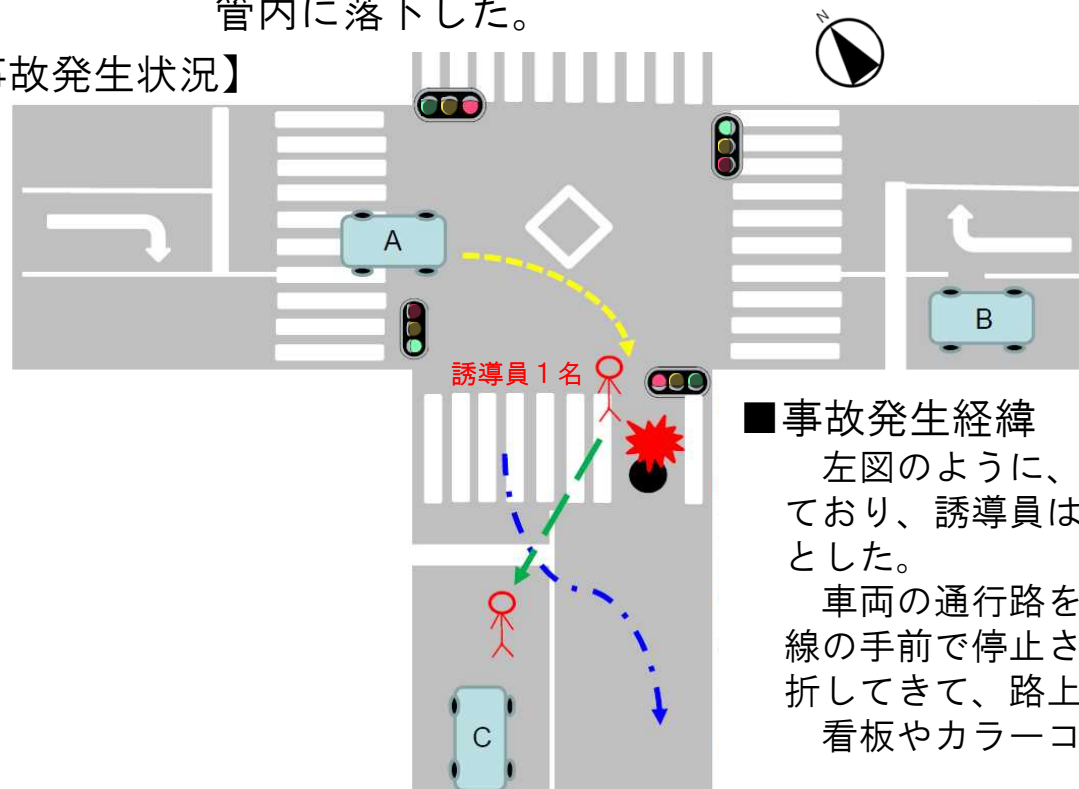 管内に落下した。
事故発生状況】
N
A
B
誘導員1名
■事故発生経緯
左図のように、
ており、誘導員は
とした。
車両の通行路を
線の手前で停止さ
折してきて、路上
看板やカラーコ
C